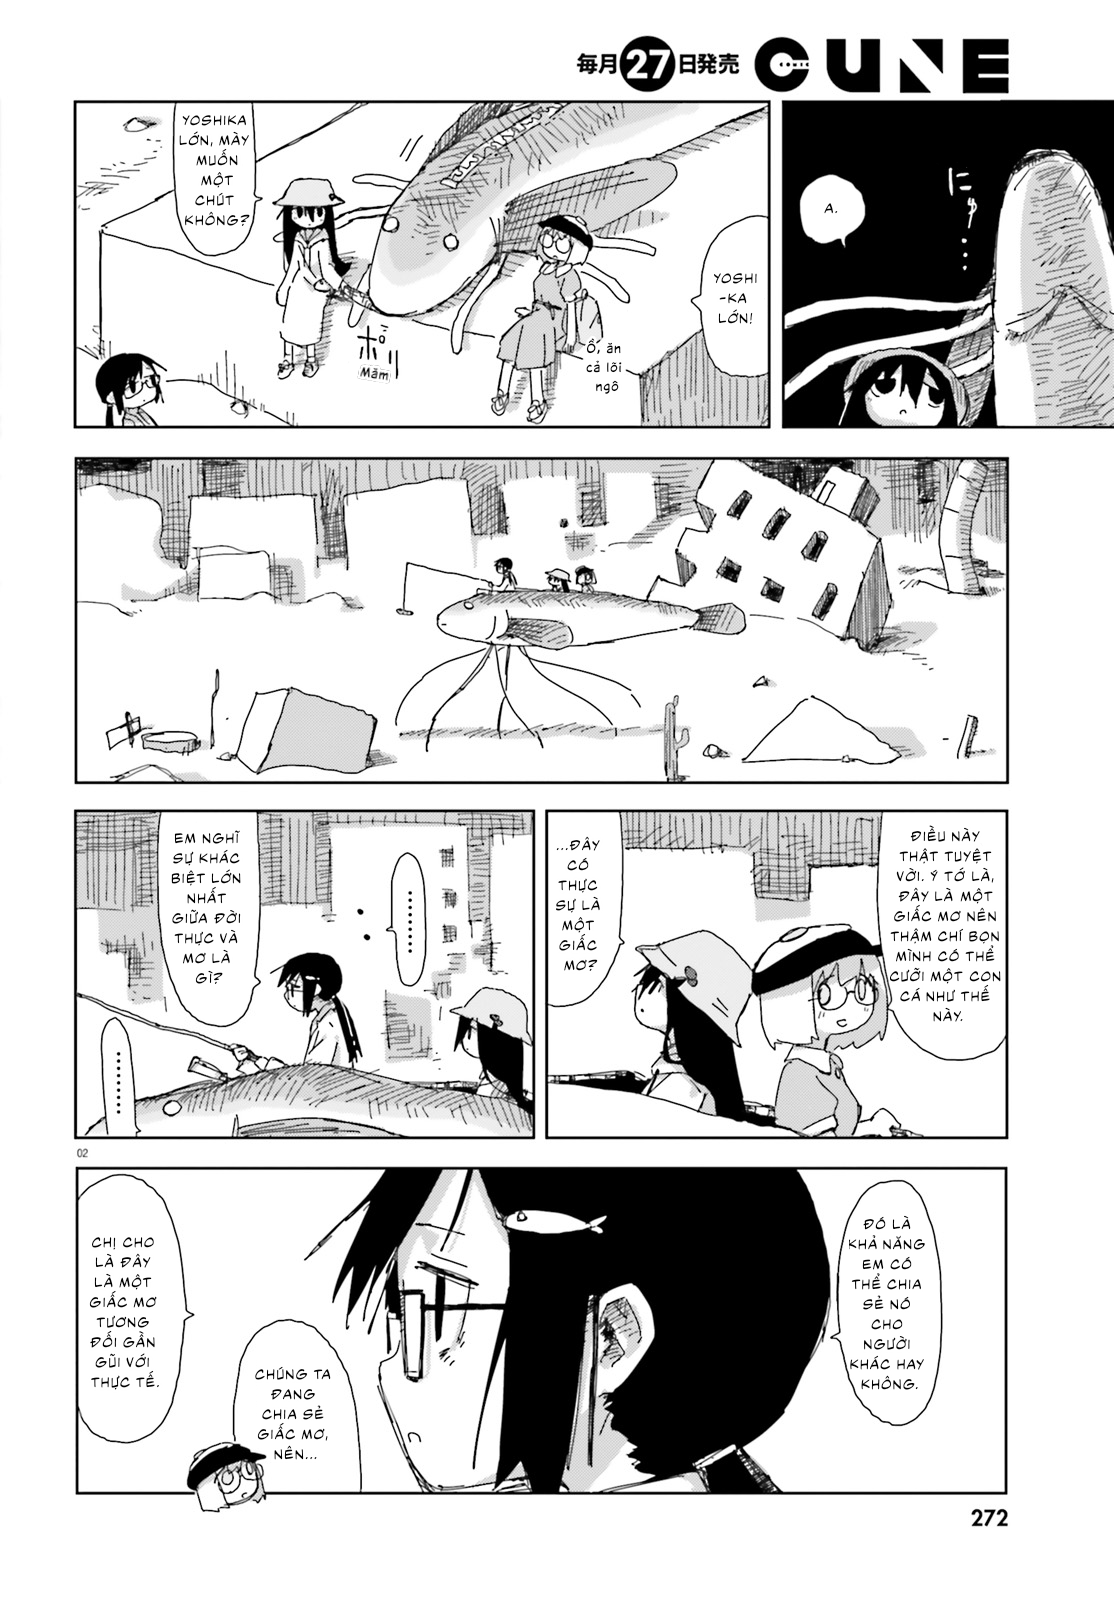 毎月27日発売 COMIC CUNE
A.
にゅ
・・・
YOSHIKA
LỚN, MÀY
MUỐN
MỘT
CHÚT
KHÔNG?
YOSHI
-KA
LỚN!
Ồ, ăn
cả lõi
ngô
ポリ
Măm
ĐIỀU NÀY
THẬT TUYỆT
VỜI. Ý TỚ LÀ,
ĐÂY LÀ MỘT
GIẤC MƠ NÊN
THẬM CHÍ BỌN
MÌNH CÓ THỂ
CƯỠI MỘT CON
CÁ NHƯ THẾ
NÀY.
...ĐÂY
CÓ
THỰC
SỰ LÀ
MỘT
GIẤC
MƠ?
.........
EM NGHĨ
SỰ KHÁC
BIỆT LỚN
NHẤT
GIỮA ĐỜI
THỰC VÀ
MƠ LÀ
GÌ?
.........
02
ĐÓ LÀ
KHẢ NĂNG
EM CÓ
THỂ CHIA
SẺ NÓ
CHO
NGƯỜI
KHÁC HAY
KHÔNG.
CHÚNG TA
ĐANG
CHIA SẺ
GIẤC MƠ,
NÊN...
CHỊ CHO
LÀ ĐÂY
LÀ MỘT
GIẤC MƠ
TƯƠNG
ĐỐI GẦN
GŨI VỚI
THỰC TẾ.
272